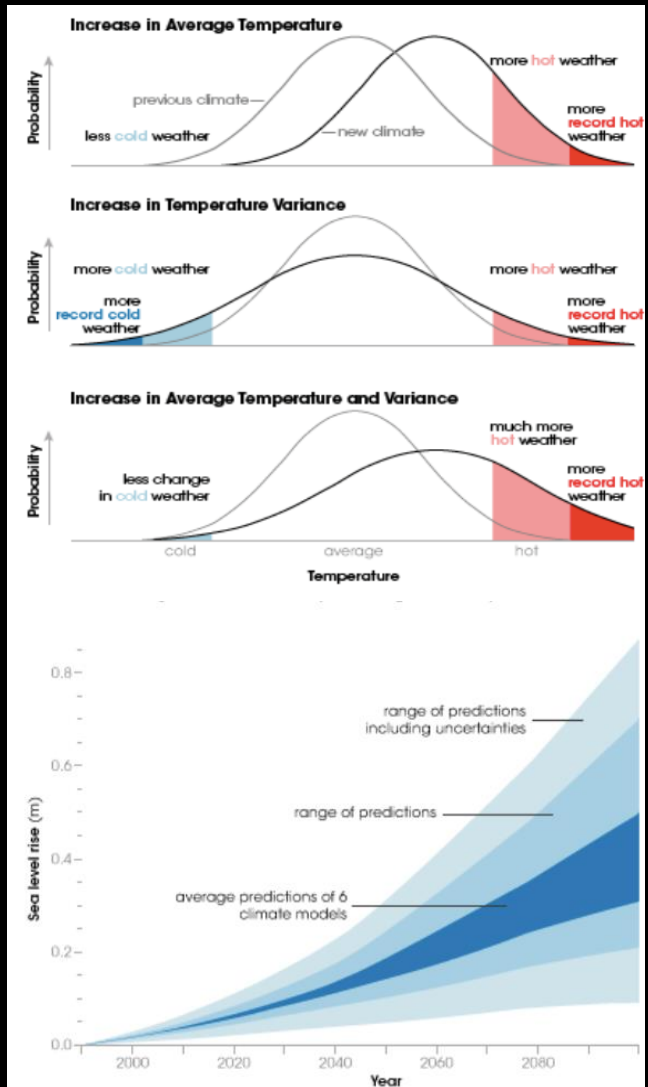 Increase in Average Temperature
Probability
previous climate
new climate
less cold weather
more hot weather
more
record hot
weather
Increase in Temperature Variance
Probability
more cold weather
more
record cold
weather
more hot weather
more
record hot
weather
Increase in Average Temperature and Variance
Probability
less change
in cold weather
much more
hot weather
more
record hot
weather
cold
average
hot
Temperature
0.8
0.6
0.4
0.2
0.0
Sea level rise (m)
range of predictions
including uncertainties
range of predictions
average predictions of 6
climate models
2000
2020
2040
2060
2080
Year